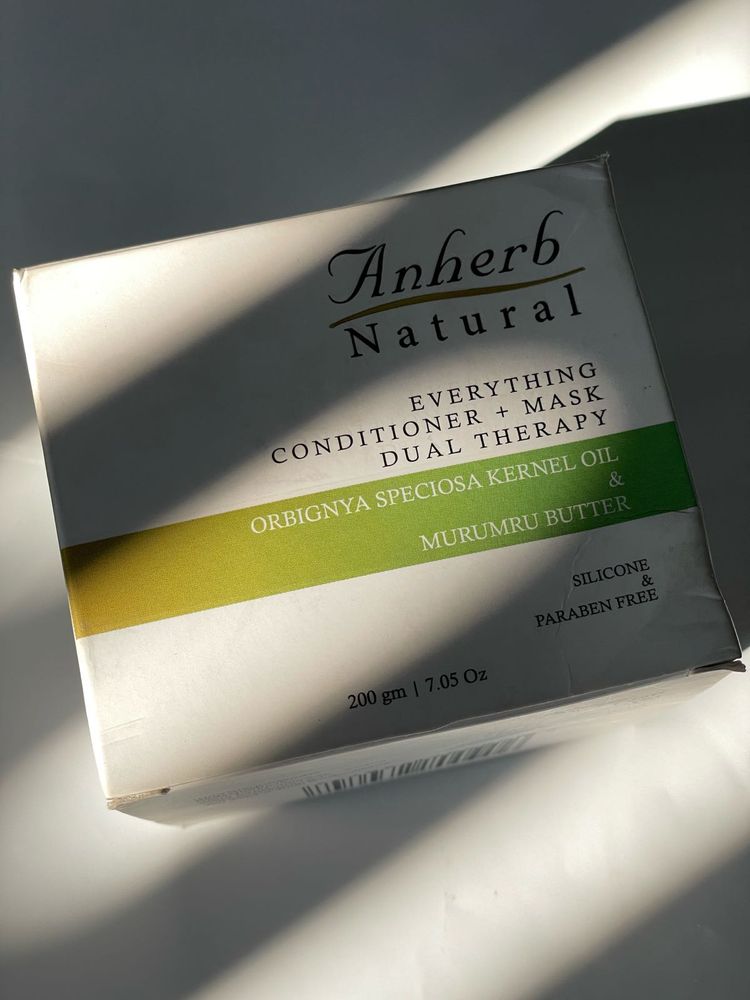 Anherb
Natural
EVERYTHING
CONDITIONER + MASK
DUAL THERAPY
ORBIGNYA SPECIOSA KERNEL OIL
&
MURUMRU BUTTER
SILICONE
&
PARABEN FREE
200 gm | 7.05 Oz